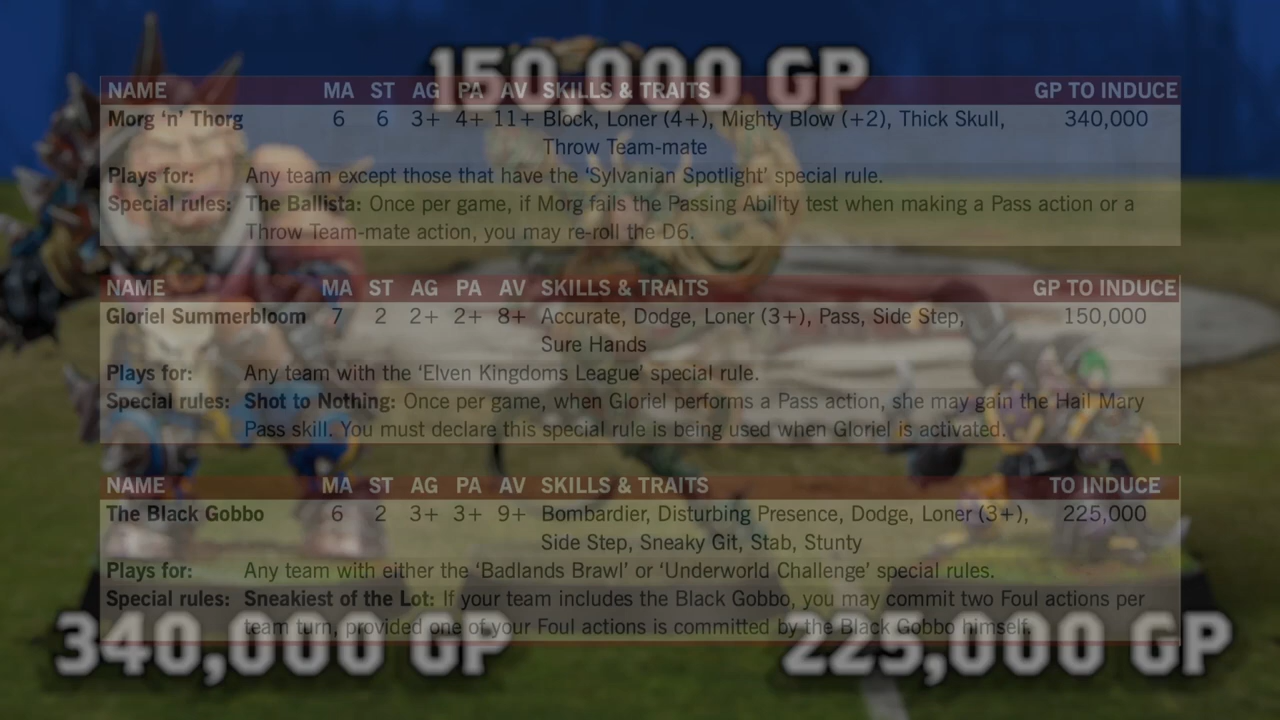 150,000 GP
NAME MA ST AG PA AV SKILLS & TRAITS GP TO INDUCE
Morg ‘n’ Thorg 6 6 3+ 4+ 11+ Block, Loner (4+), Mighty Blow (+2), Thick Skull, 340,000
Throw Team-mate
Plays for: Any team except those that have the ‘Sylvanian Spotlight’ special rule.
Special rules: The Ballista: Once per game, if Morg fails the Passing Ability test when making a Pass action or a
Throw Team-mate action, you may re-roll the D6.
NAME MA ST AG PA AV SKILLS & TRAITS GP TO INDUCE
Gloriel Summerbloom 7 2 2+ 2+ 8+ Accurate, Dodge, Loner (3+), Pass, Side Step, 150,000
Sure Hands
Plays for: Any team with the ‘Elven Kingdoms League’ special rule.
Special rules: Shot to Nothing: Once per game, when Gloriel performs a Pass action, she may gain the Hail Mary
Pass skill. You must declare this special rule is being used when Gloriel is activated.
NAME MA ST AG PA AV SKILLS & TRAITS TO INDUCE
The Black Gobbo 6 2 3+ 3+ 9+ Bombardier, Disturbing Presence, Dodge, Loner (3+), 225,000
Side Step, Sneaky Git, Stab, Stunty
Plays for: Any team with either the ‘Badlands Brawl’ or ‘Underworld Challenge’ special rules.
Special rules: Sneakiest of the Lot: If your team includes the Black Gobbo, you may commit two Foul actions per
team turn, provided one of your Foul actions is committed by the Black Gobbo himself.
340,000 GP 225,000 GP